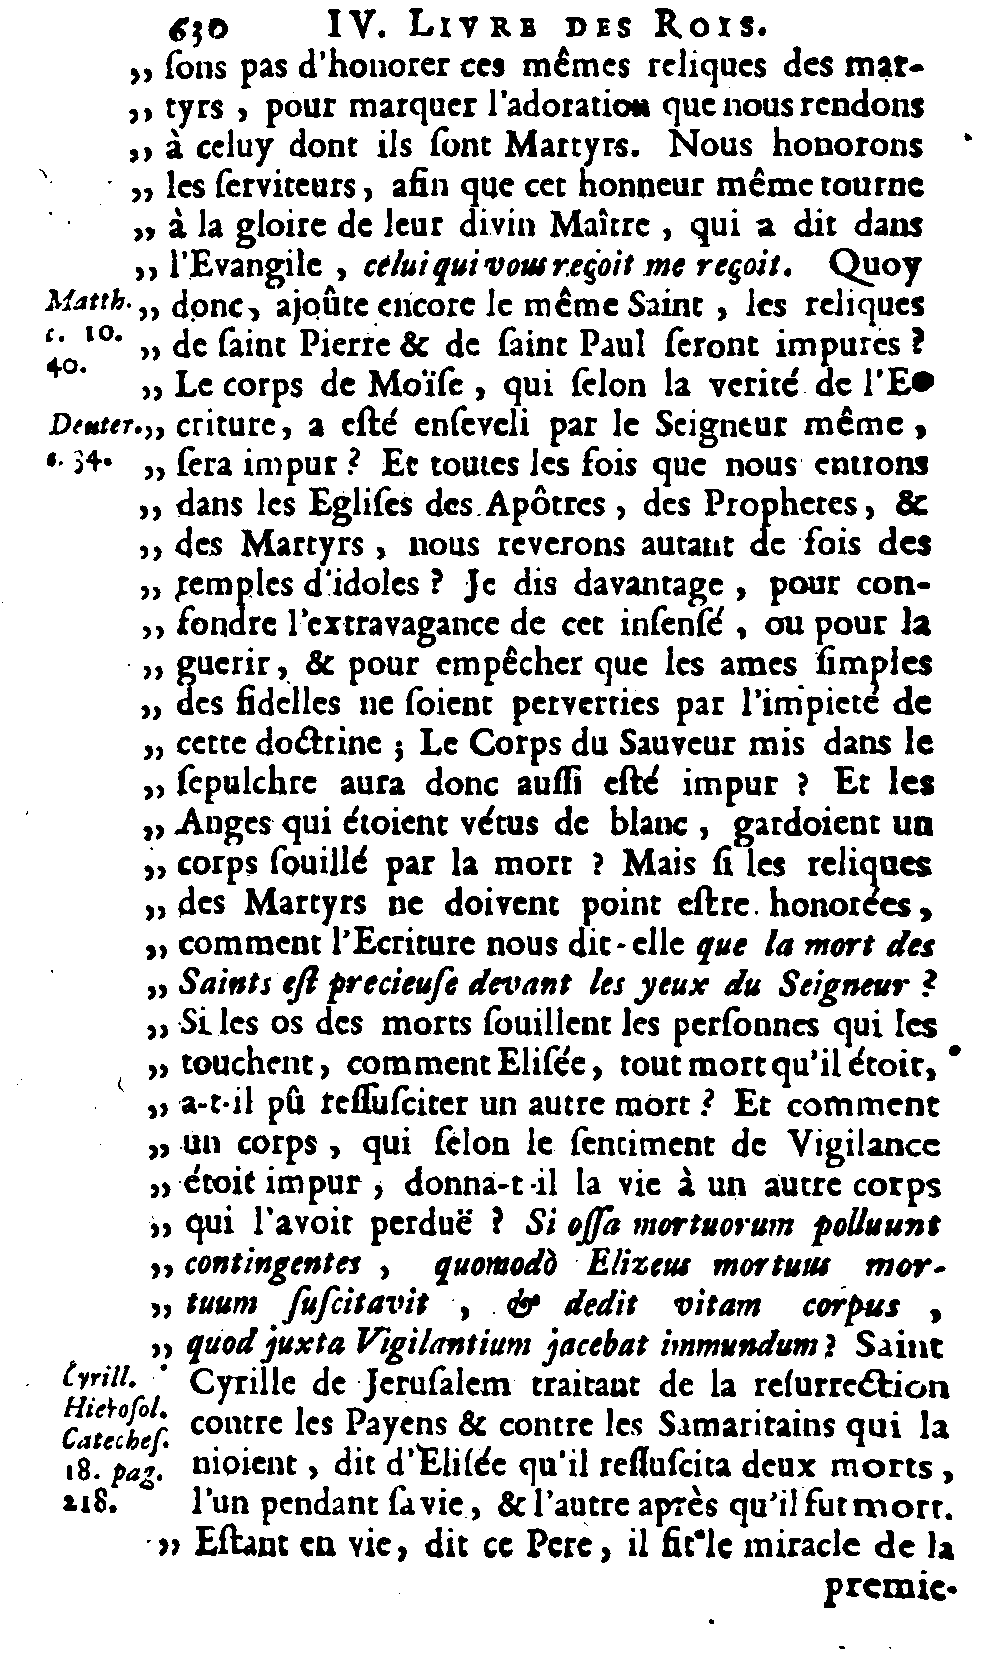 630 IV. LIVRE DES ROIS.
„ ſons pas d'honorer ces mêmes reliques des mar-
„ tyrs , pour marquer l'adoration que nous rendons
„ à celuy dont ils ſont Martyrs. Nous honorons
„ les ſerviteurs, afin que cet honneur même tourne
„ à la gloire de leur divin Maître , qui a dit dans
„ l'Evangile , celui qui vous reçoit me reçoit. Quoy
Matth. „ donc, ajoûte encore le même Saint , les reliques
c. 10. „ de ſaint Pierre & de ſaint Paul ſeront impures ?
40.
„ Le corps de Moïſe , qui ſelon la verité de l'E
Deuter. „ criture, a eſté enſeveli par le Seigneur même ,
c. 34. „ ſera impur ? Et toutes les fois que nous entrons
„ dans les Egliſes des Apôtres , des Prophetes, &
„ des Martyrs , nous reverons autant de fois des
„ temples d'idoles ? Je dis davantage , pour con-
„ fondre l'extravagance de cet inſenſé , ou pour la
„ guerir, & pour empêcher que les ames ſimples
„ des fidelles ne ſoient perverties par l'impieté de
„ cette doctrine ; Le Corps du Sauveur mis dans le
„ ſepulchre aura donc auſſi eſté impur ? Et les
„ Anges qui étoient vétus de blanc , gardoient un
„ corps ſouillé par la mort ? Mais ſi les reliques
„ des Martyrs ne doivent point eſtre honorées,
„ comment l'Ecriture nous dit-elle que la mort des
„ Saints eſt precieuſe devant les yeux du Seigneur ?
„ Si les os des morts ſouillent les perſonnes qui les
„ touchent, comment Eliſée, tout mort qu'il étoit,
„ a-t-il pû reſſuſciter un autre mort ? Et comment
„ un corps , qui ſelon le ſentiment de Vigilance
„ étoit impur , donna-t-il la vie à un autre corps
„ qui l'avoit perduë ? Si oſſa mortuorum polluunt
„ contingentes , quomodò Elizeus mortuus mor-
„ tuum ſuſcitavit , & dedit vitam corpus ,
„ quod juxta Vigilantium jacebat immundum ? Saint
Cyrill. Cyrille de Jeruſalem traitant de la reſurrection
Hieroſol.
Catecheſ. contre les Payens & contre les Samaritains qui la
18. pag. nioient , dit d'Eliſée qu'il reſſuſcita deux morts ,
218. l'un pendant ſa vie, & l'autre après qu'il fut mort.
„ Eſtant en vie, dit ce Pere, il fit le miracle de la
premie-